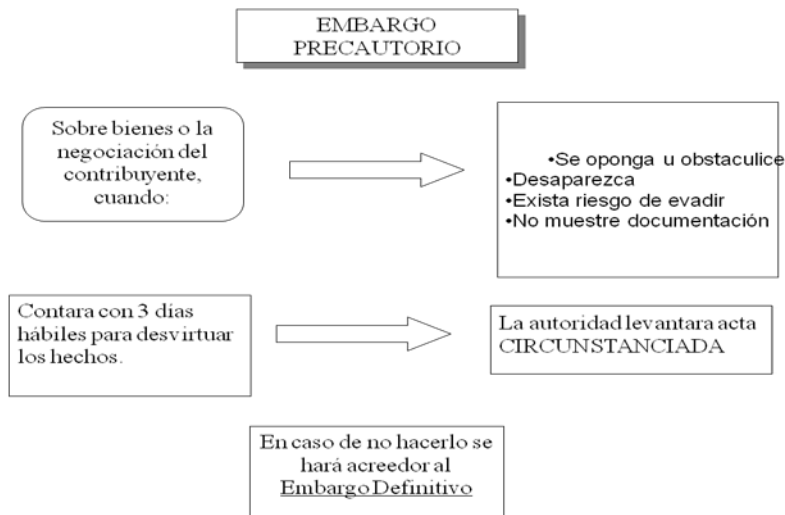 EMBARGO
PRECAUTORIO
Sobre bienes o la
negociación del
contribuyente,
cuando:
•Se oponga u obstaculice
•Desaparezca
•Exista riesgo de evadir
•No muestre documentación
Contara con 3 días
hábiles para desvirtuar
los hechos.
La autoridad levantara acta
CIRCUNSTANCIADA
En caso de no hacerlo se
hará acreedor al
Embargo Definitivo